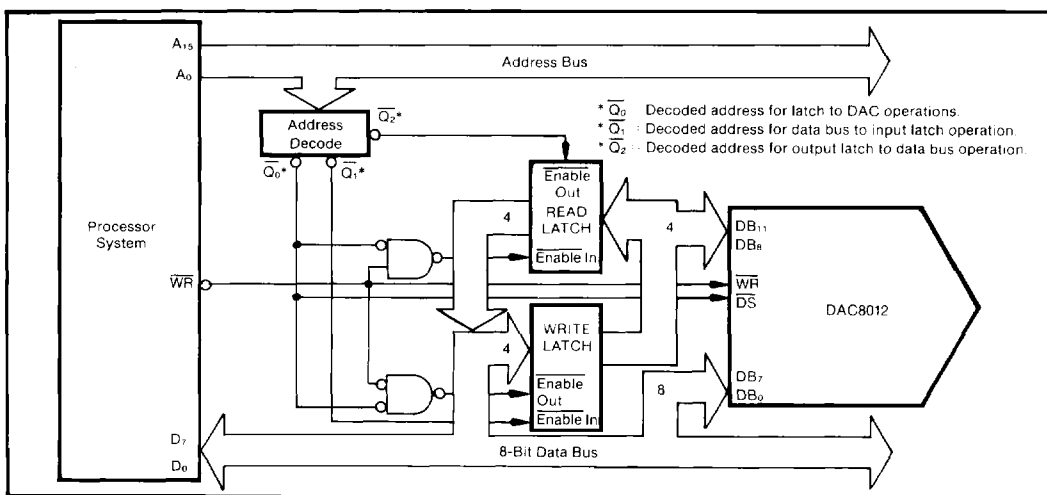 A15
A0
Address Bus
Address
Decode
Q2*
Q0*
Q1*
* Q0 : Decoded address for latch to DAC operations.
* Q1 : Decoded address for data bus to input latch operation.
* Q2 : Decoded address for output latch to data bus operation.
Processor
System
WR
Enable
Out
READ
LATCH
Enable In
4
4
DB11
DB8
WR
DS
DAC8012
WRITE
LATCH
4
Enable
Out
Enable In
8
DB7
DB0
D7
D0
8-Bit Data Bus